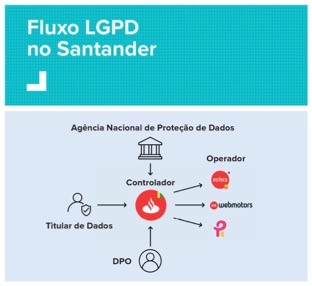 Fluxo LGPD
no Santander
Agência Nacional de Proteção de Dados
Operador
Controlador
esfera
webmotors
Titular de Dados
DPO